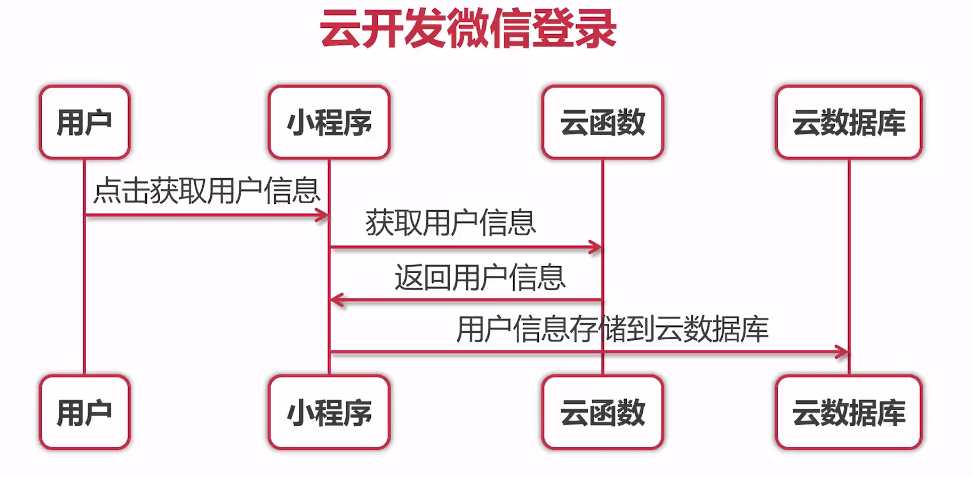 云开发微信登录
用户
小程序
云函数
云数据库
点击获取用户信息
获取用户信息
返回用户信息
用户信息存储到云数据库
用户
小程序
云函数
云数据库